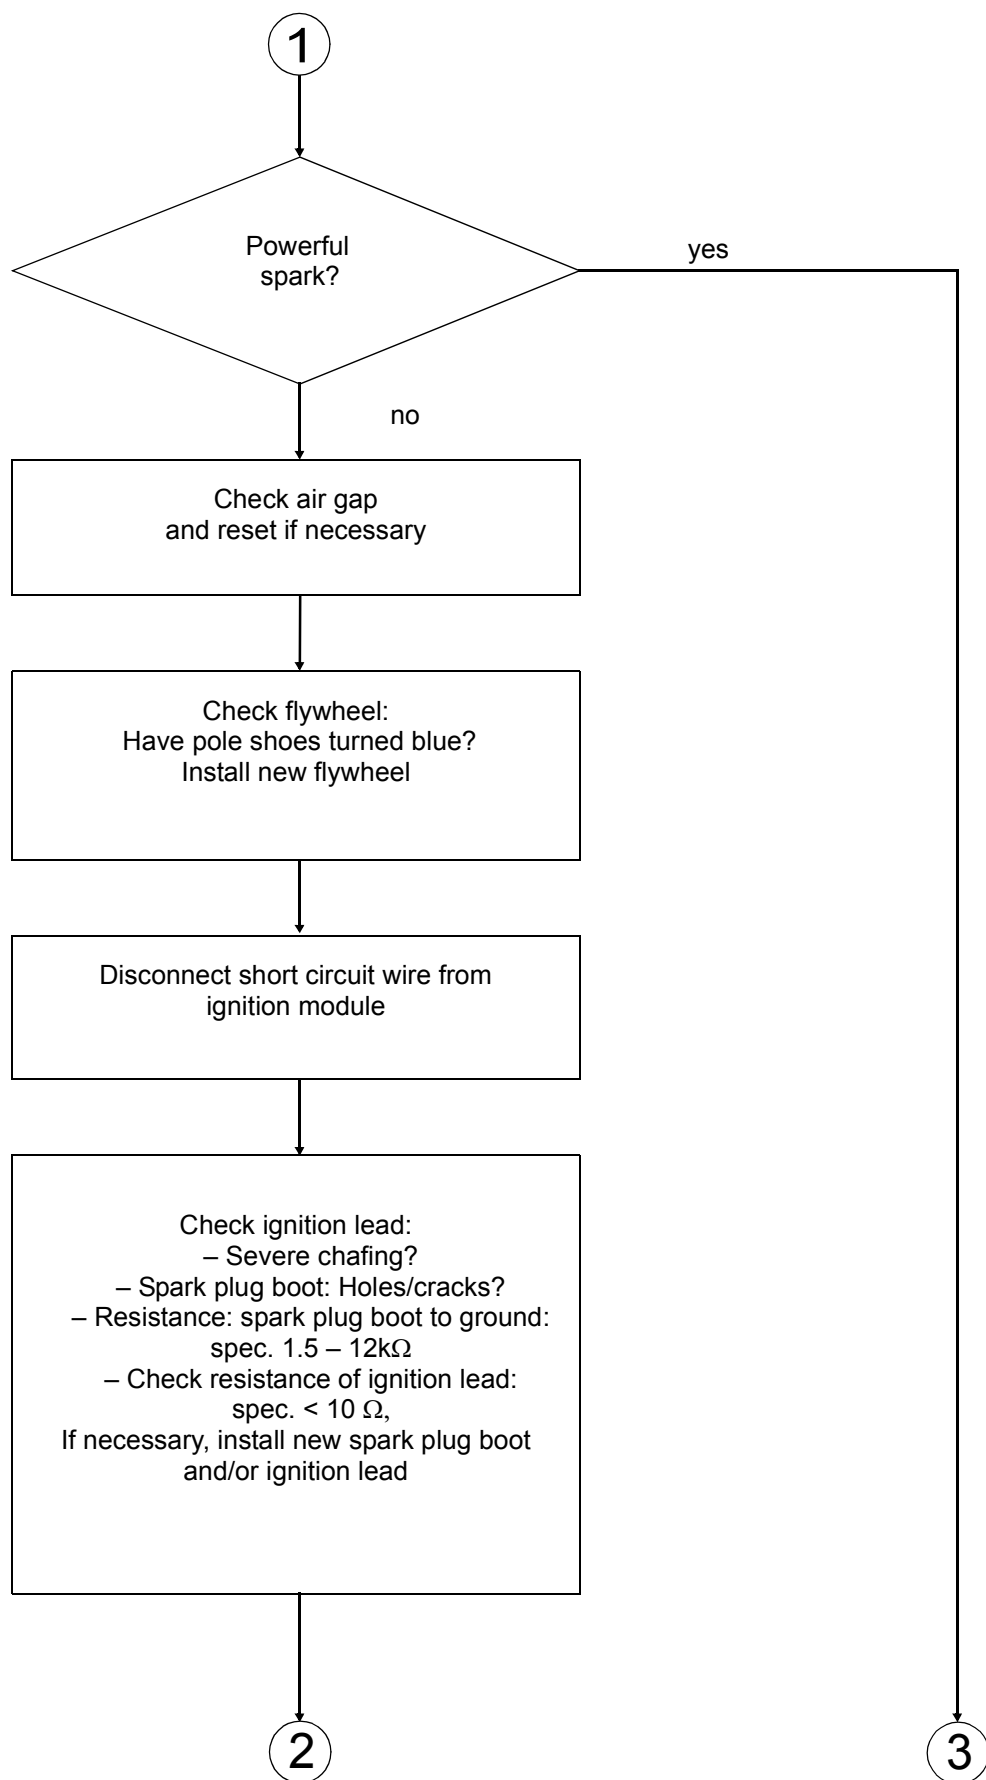 1
Powerful
spark?
yes
no
Check air gap
and reset if necessary
Check flywheel:
Have pole shoes turned blue?
Install new flywheel
Disconnect short circuit wire from
ignition module
Check ignition lead:
– Severe chafing?
– Spark plug boot: Holes/cracks?
– Resistance: spark plug boot to ground:
spec. 1.5 – 12kΩ
– Check resistance of ignition lead:
spec. < 10 Ω,
If necessary, install new spark plug boot
and/or ignition lead
2
3